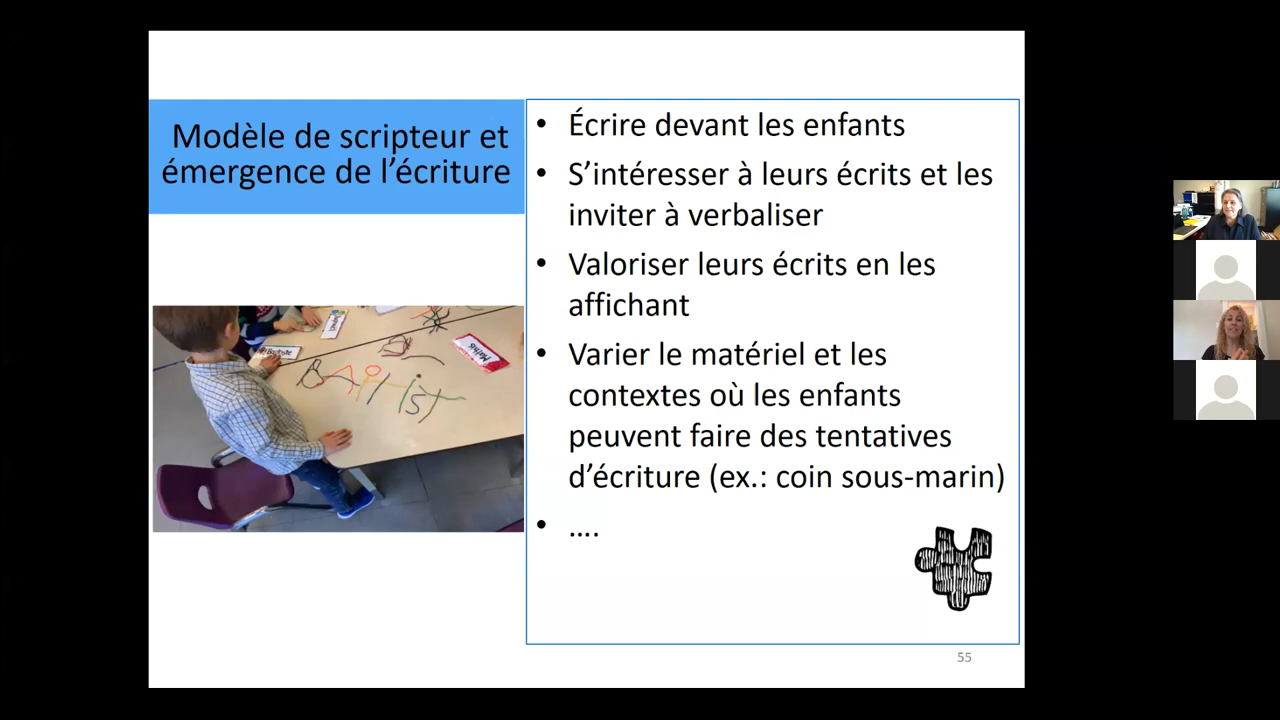 Modèle de scripteur et
émergence de l’écriture
• Écrire devant les enfants
• S’intéresser à leurs écrits et les
inviter à verbaliser
• Valoriser leurs écrits en les
affichant
• Varier le matériel et les
contextes où les enfants
peuvent faire des tentatives
d’écriture (ex.: coin sous-marin)
• ….
Baptiste
Mathis
BAptist
55